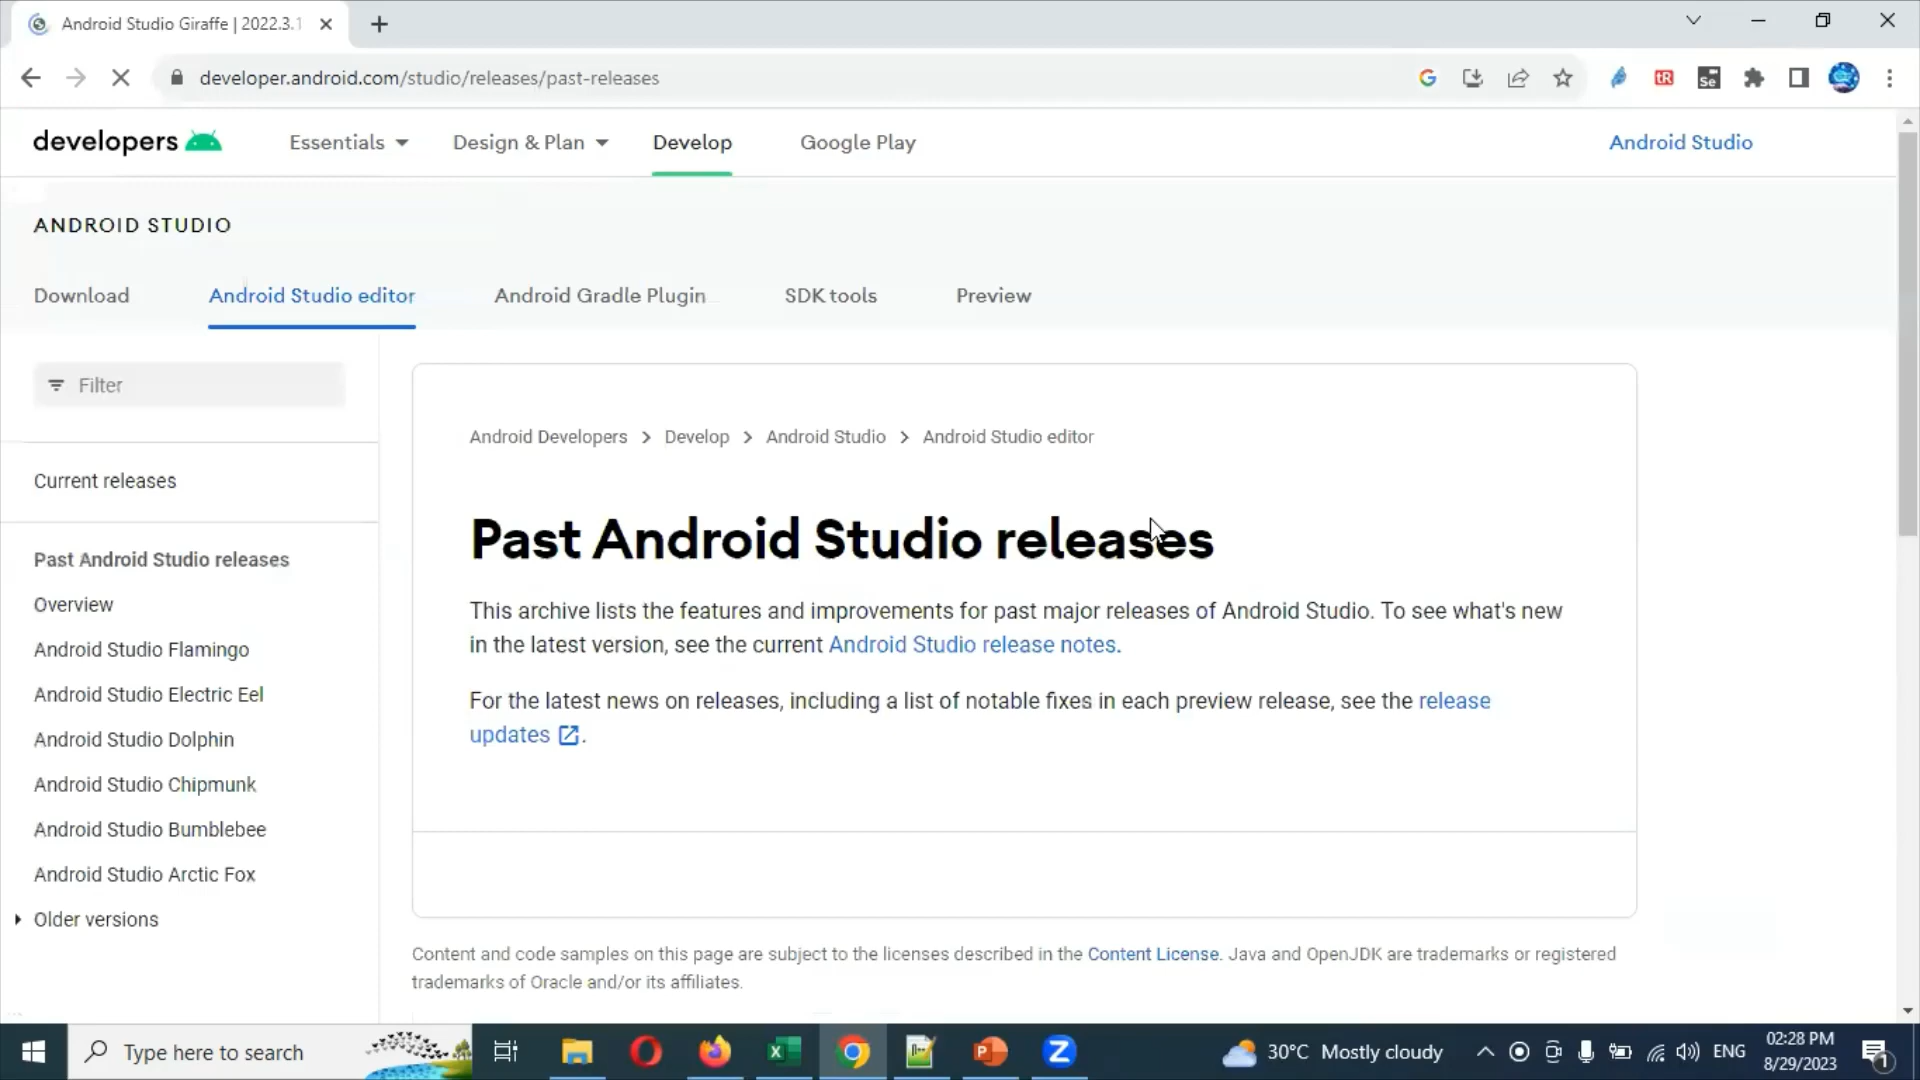 Android Studio Giraffe | 2022.3.1
developer.android.com/studio/releases/past-releases
developers
Essentials
Design & Plan
Develop
Google Play
Android Studio
ANDROID STUDIO
Download
Android Studio editor
Android Gradle Plugin
SDK tools
Preview
Filter
Current releases
Past Android Studio releases
Overview
Android Studio Flamingo
Android Studio Electric Eel
Android Studio Dolphin
Android Studio Chipmunk
Android Studio Bumblebee
Android Studio Arctic Fox
Older versions
Android Developers > Develop > Android Studio > Android Studio editor
Past Android Studio releases
This archive lists the features and improvements for past major releases of Android Studio. To see what's new
in the latest version, see the current Android Studio release notes.
For the latest news on releases, including a list of notable fixes in each preview release, see the release
updates.
Content and code samples on this page are subject to the licenses described in the Content License. Java and OpenJDK are trademarks or registered
trademarks of Oracle and/or its affiliates.
Type here to search
30°C Mostly cloudy
ENG
02:28 PM
8/29/2023
1